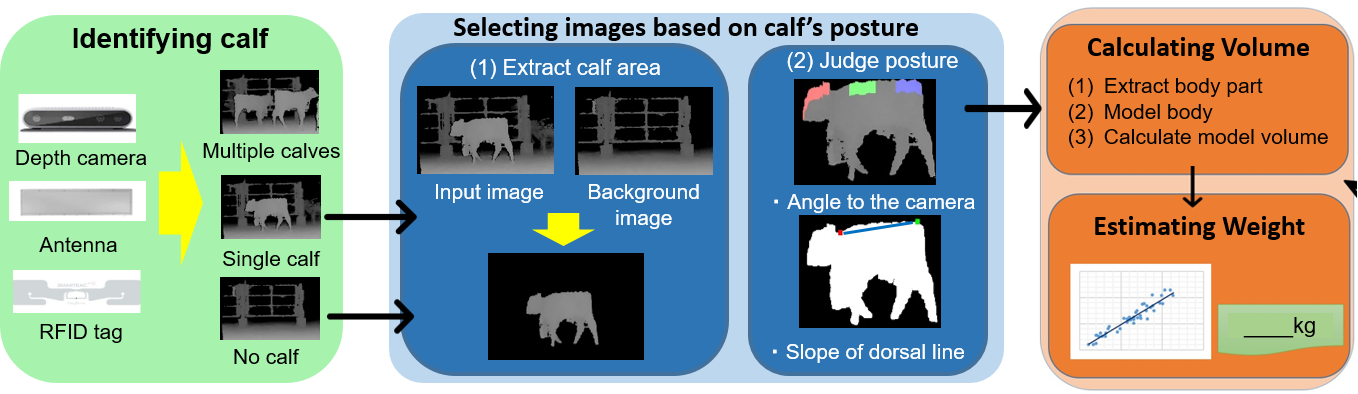 Identifying calf
Depth camera
Antenna
RFID tag
Multiple calves
Single calf
No calf
Selecting images based on calf's posture
(1) Extract calf area
Input image
Background
image
(2) Judge posture
・Angle to the camera
・Slope of dorsal line
Calculating Volume
(1) Extract body part
(2) Model body
(3) Calculate model volume
Estimating Weight
_____kg